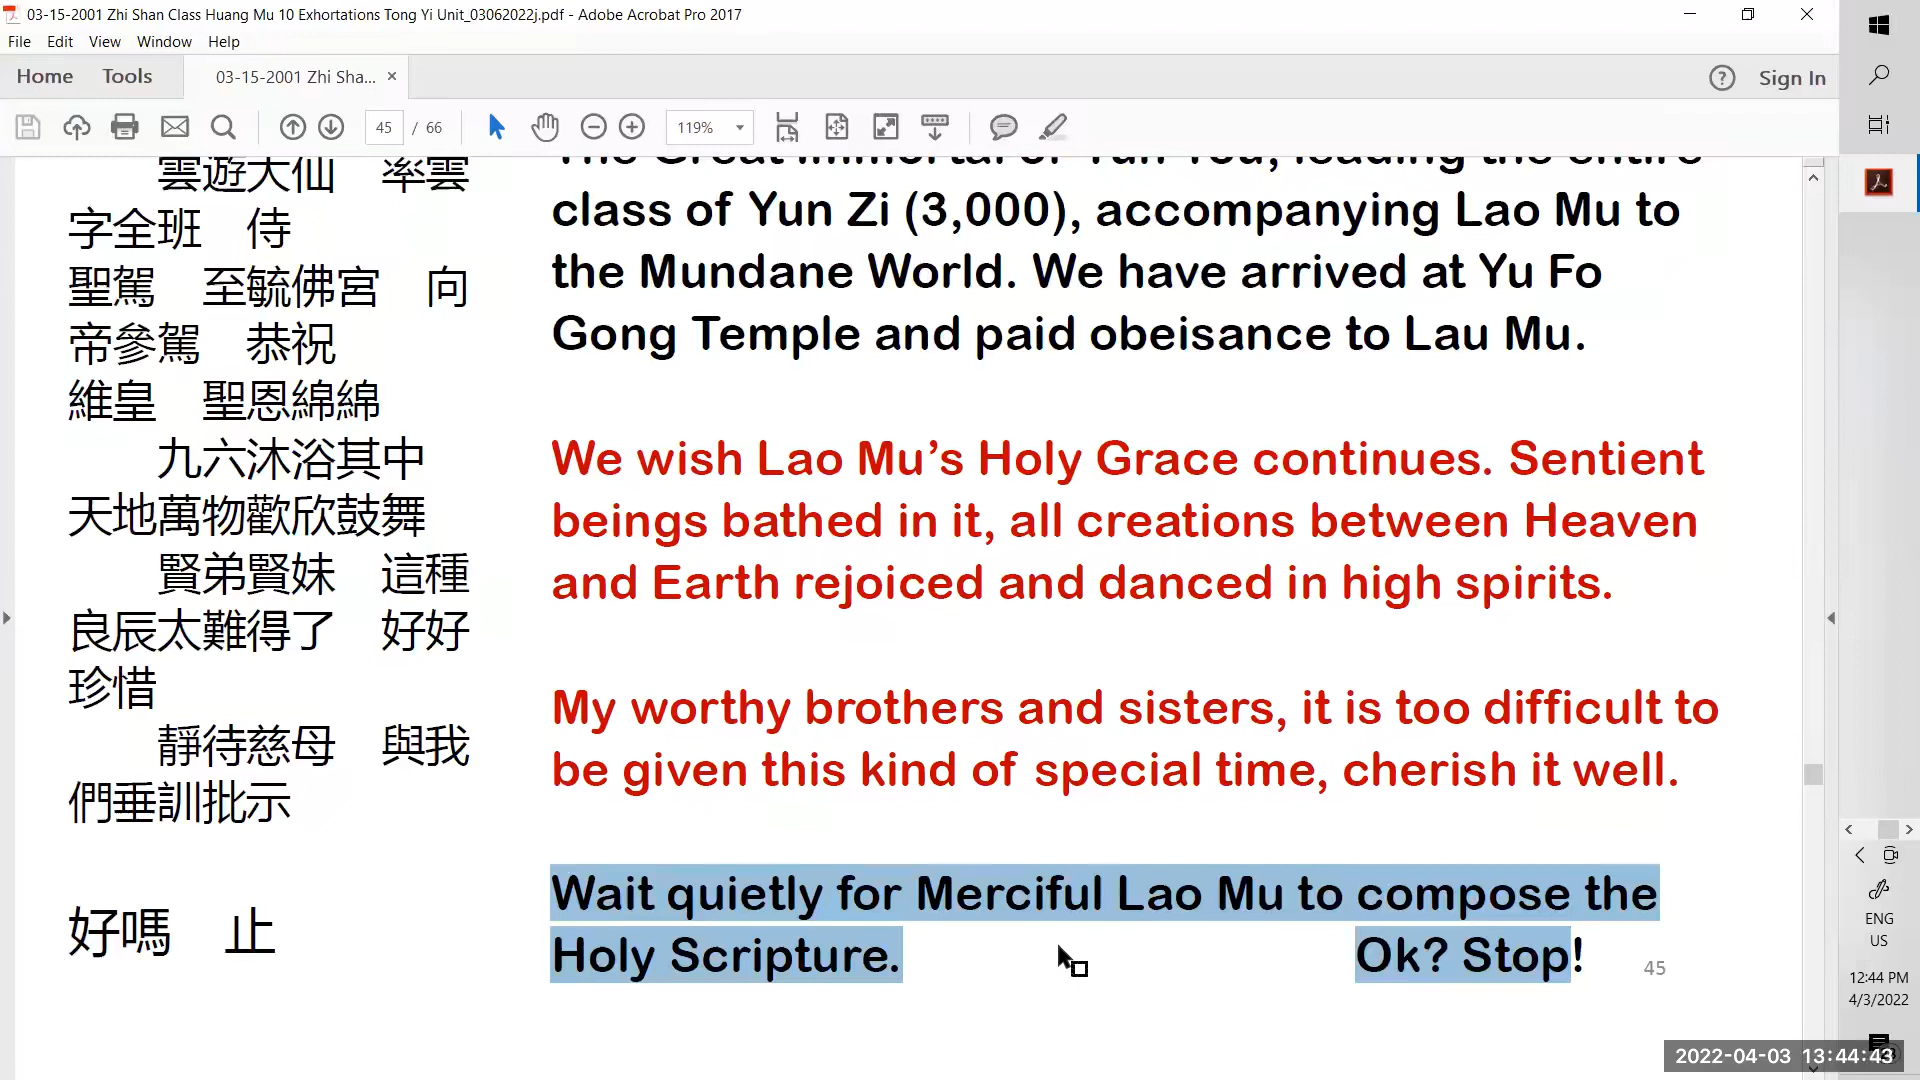 03-15-2001 Zhi Shan Class Huang Mu 10 Exhortations Tong Yi Unit_03062022j.pdf - Adobe Acrobat Pro 2017
File Edit View Window Help
Home Tools 03-15-2001 Zhi Sha... × ? Sign In
45 / 66 119%
雲遊大仙　率雲
字全班　侍
聖駕　至毓佛宮　向
帝參駕　恭祝
維皇　聖恩綿綿
九六沐浴其中
天地萬物歡欣鼓舞
賢弟賢妹　這種
良辰太難得了　好好
珍惜
靜待慈母　與我
們垂訓批示
好嗎　止
The Great Immortal of Yun You, leading the entire
class of Yun Zi (3,000), accompanying Lao Mu to
the Mundane World. We have arrived at Yu Fo
Gong Temple and paid obeisance to Lau Mu.
We wish Lao Mu’s Holy Grace continues. Sentient
beings bathed in it, all creations between Heaven
and Earth rejoiced and danced in high spirits.
My worthy brothers and sisters, it is too difficult to
be given this kind of special time, cherish it well.
Wait quietly for Merciful Lao Mu to compose the
Holy Scripture. Ok? Stop!
45
ENG
US
12:44 PM
4/3/2022
2022-04-03 13:44:43